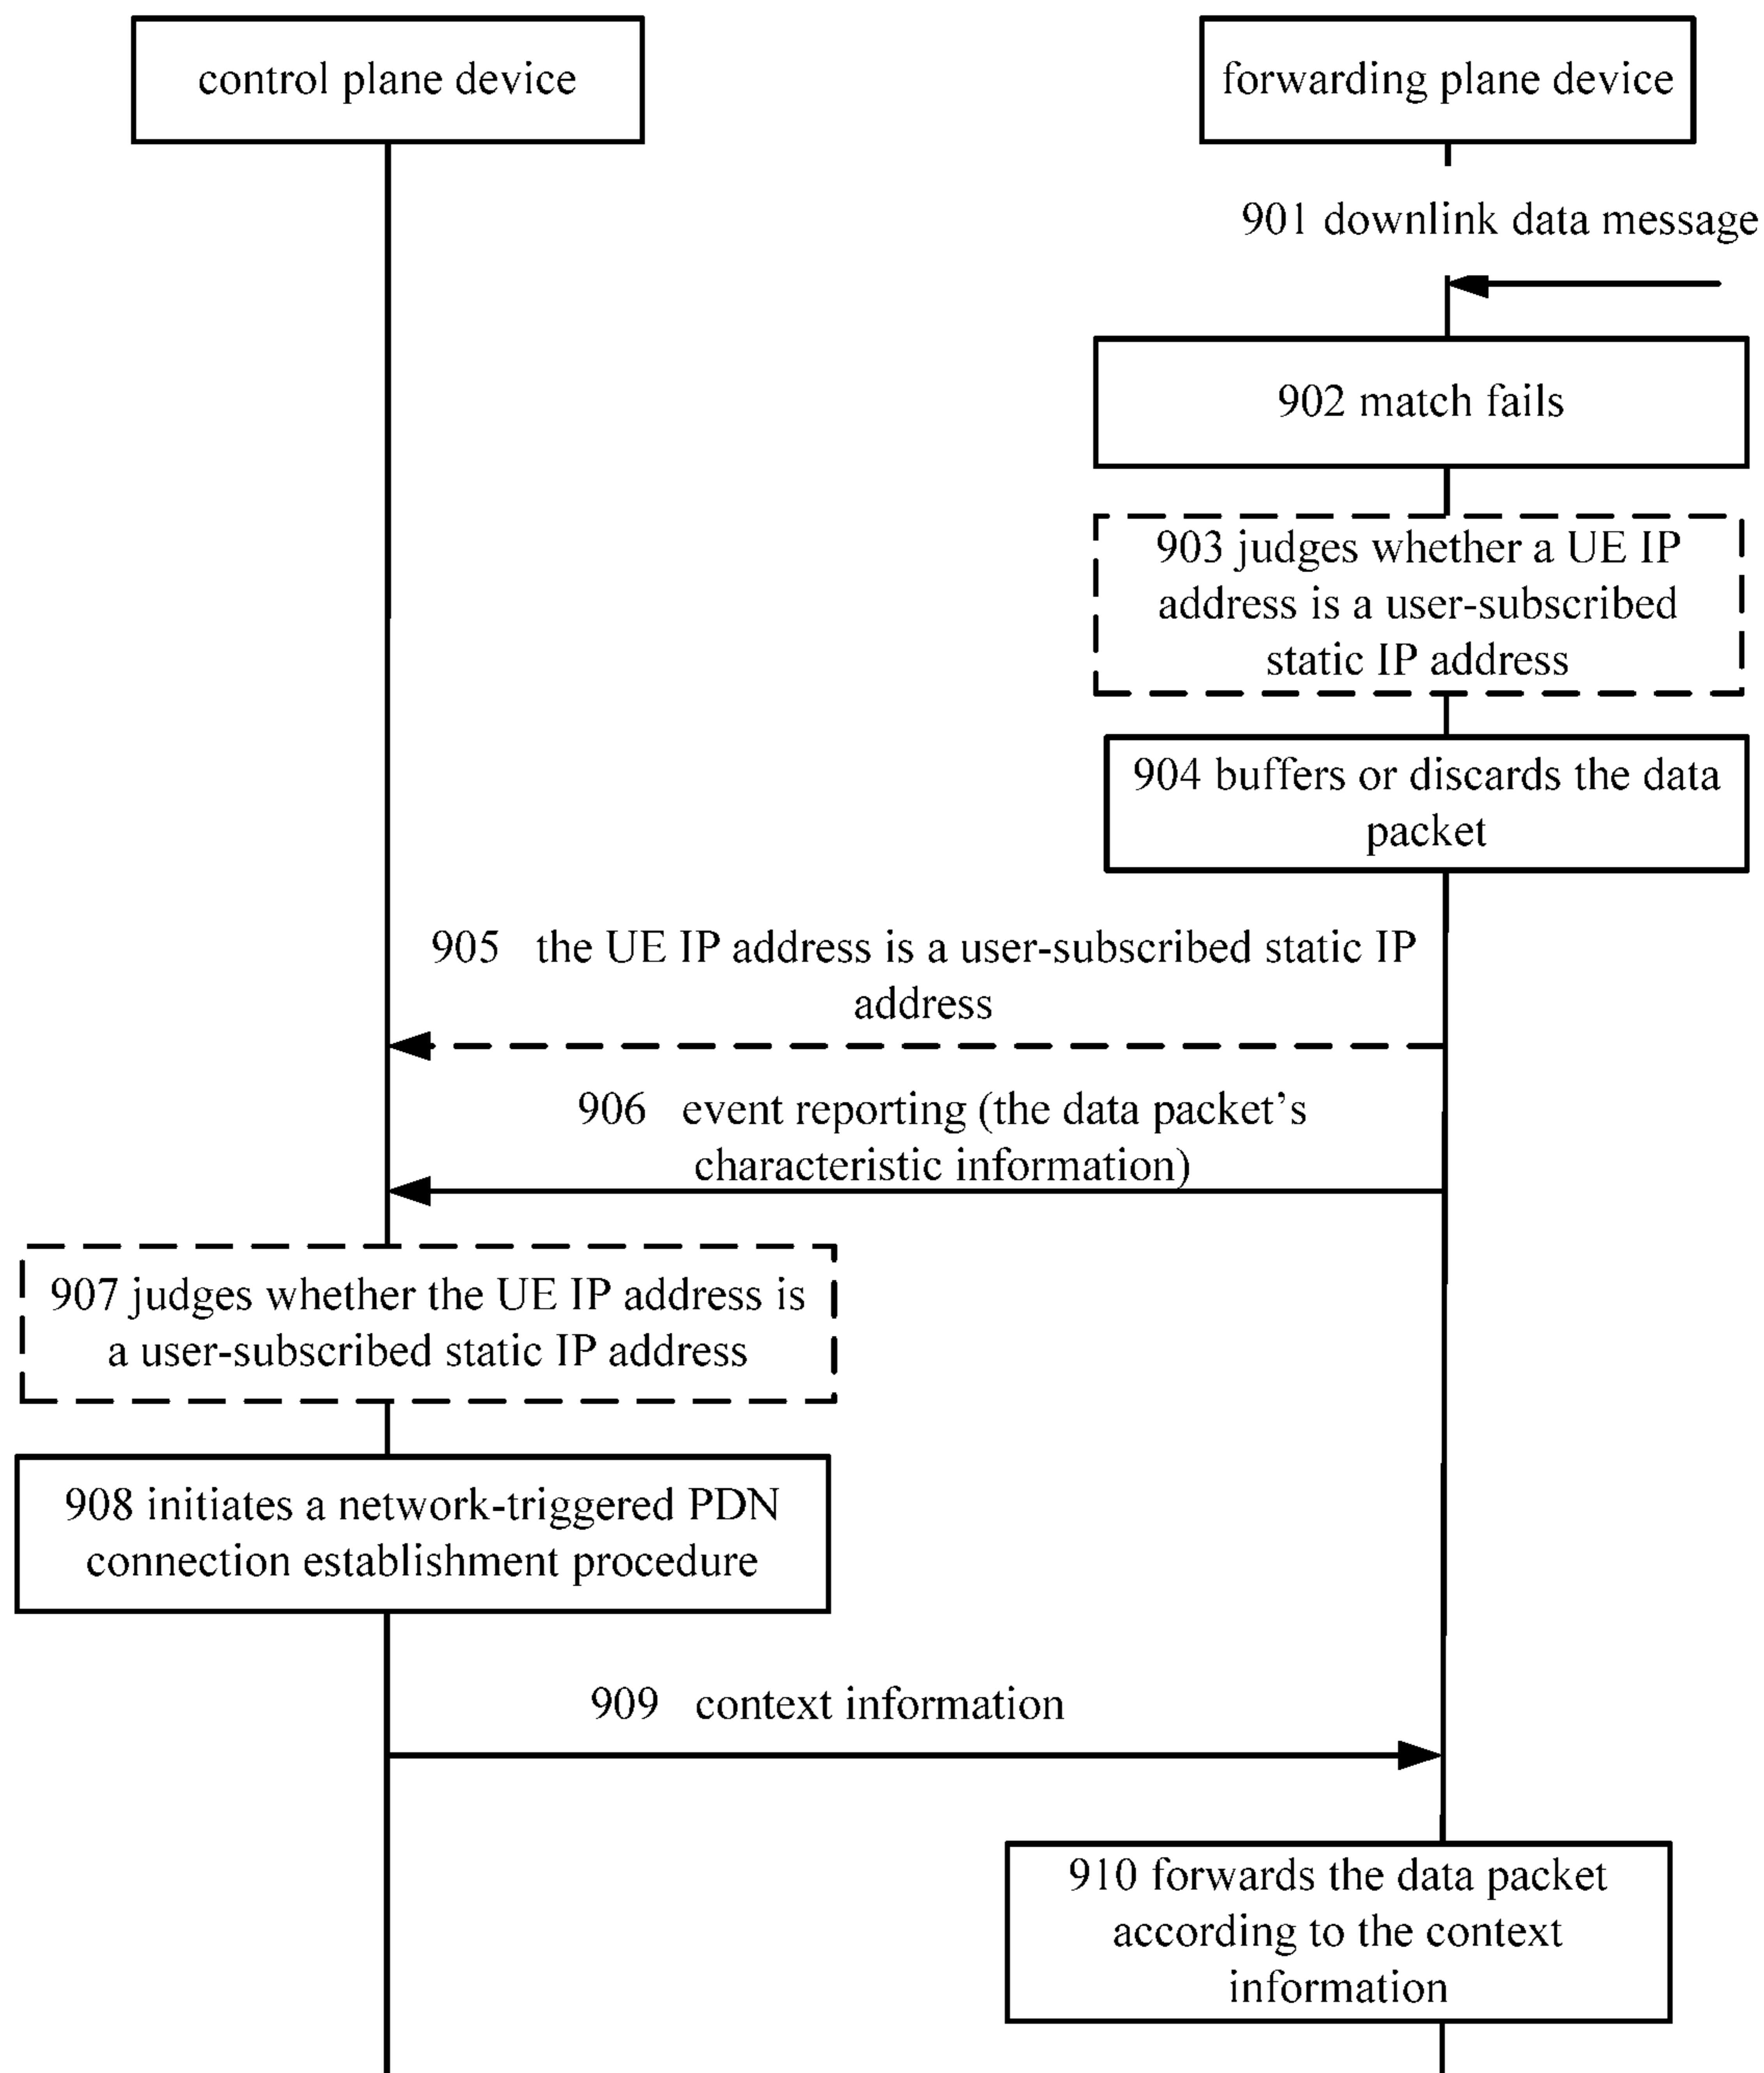 control plane device
forwarding plane device
901 downlink data message
902 match fails
903 judges whether a UE IP
address is a user-subscribed
static IP address
904 buffers or discards the data
packet
905 the UE IP address is a user-subscribed static IP
address
906 event reporting (the data packet’s
characteristic information)
907 judges whether the UE IP address is
a user-subscribed static IP address
908 initiates a network-triggered PDN
connection establishment procedure
909 context information
910 forwards the data packet
according to the context
information